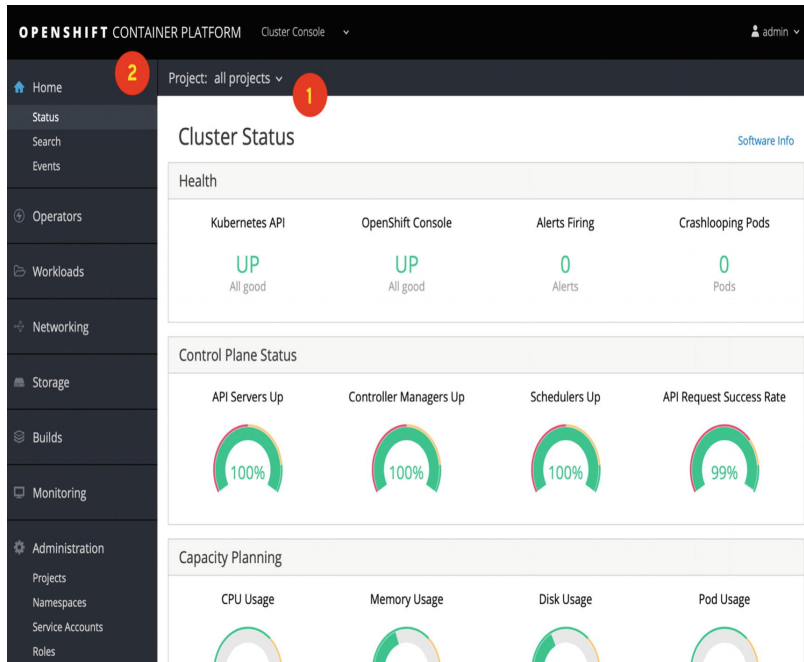 OPENSHIFT CONTAINER PLATFORM Cluster Console admin
2
Home
Project: all projects
1
Status
Search
Events
Operators
Workloads
Networking
Storage
Builds
Monitoring
Administration
Projects
Namespaces
Service Accounts
Roles
Cluster Status
Software Info
Health
Kubernetes API OpenShift Console Alerts Firing Crashlooping Pods
UP UP 0 0
All good All good Alerts Pods
Control Plane Status
API Servers Up Controller Managers Up Schedulers Up API Request Success Rate
100% 100% 100% 99%
Capacity Planning
CPU Usage Memory Usage Disk Usage Pod Usage